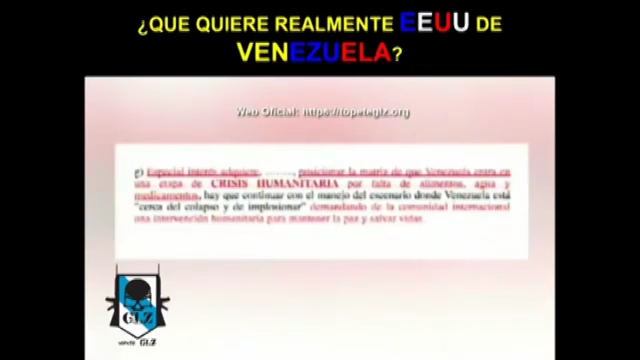 ¿QUE QUIERE REALMENTE EEUU DE
VENEZUELA?
Web Oficial: https://topeteglz.org
g) Especial interés adquiere, ......., posicionar la matriz de que Venezuela entra en
una etapa de CRISIS HUMANITARIA por falta de alimentos, agua y
medicamentos, hay que continuar con el manejo del escenario donde Venezuela está
"cerca del colapso y de implosionar" demandando de la comunidad internacional
una intervención humanitaria para mantener la paz y salvar vidas.
GLZ
GLZ